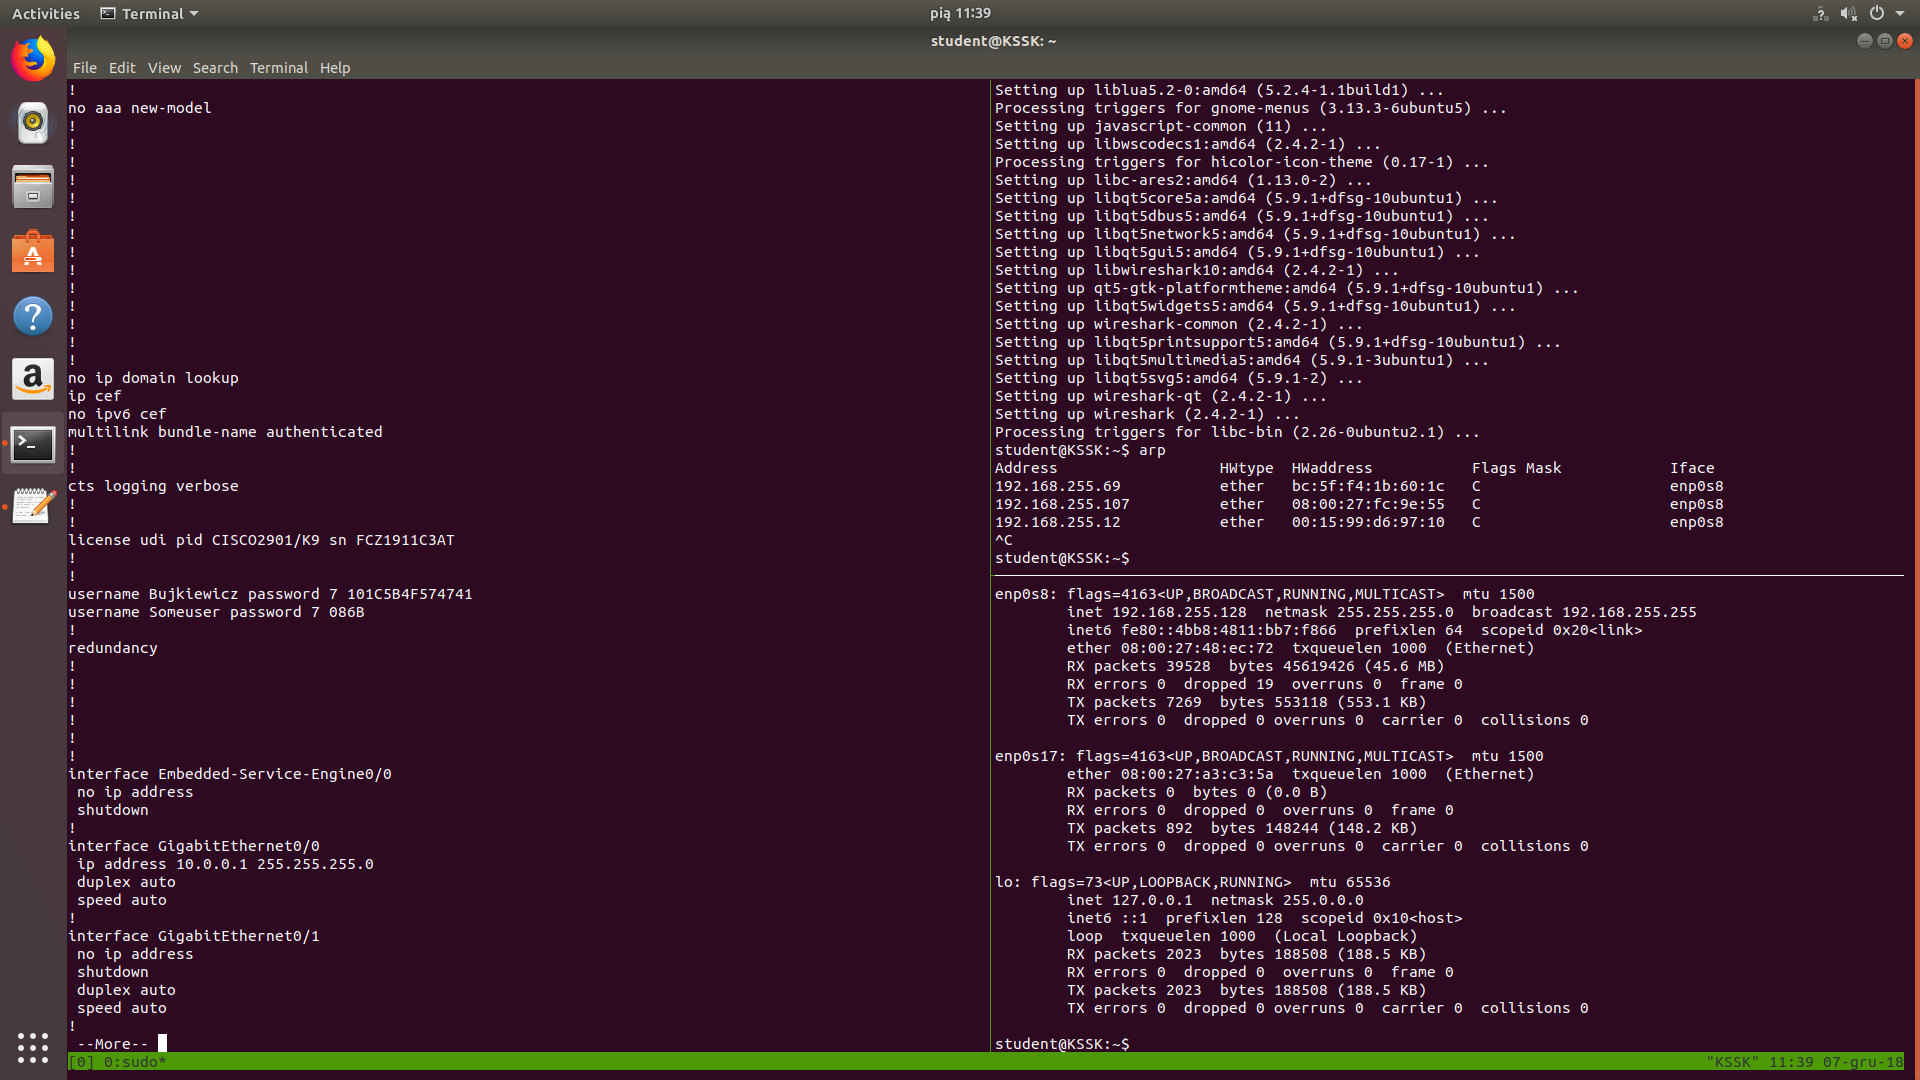 Activities Terminal pią 11:39
student@KSSK: ~
File Edit View Search Terminal Help
!
no aaa new-model
!
!
!
!
!
!
!
!
!
!
!
!
!
!
no ip domain lookup
ip cef
no ipv6 cef
multilink bundle-name authenticated
!
!
cts logging verbose
!
!
license udi pid CISCO2901/K9 sn FCZ1911C3AT
!
!
username Bujkiewicz password 7 101C5B4F574741
username Someuser password 7 086B
!
redundancy
!
!
!
!
!
!
interface Embedded-Service-Engine0/0
 no ip address
 shutdown
!
interface GigabitEthernet0/0
 ip address 10.0.0.1 255.255.255.0
 duplex auto
 speed auto
!
interface GigabitEthernet0/1
 no ip address
 shutdown
 duplex auto
 speed auto
!
 --More--
Setting up liblua5.2-0:amd64 (5.2.4-1.1build1) ...
Processing triggers for gnome-menus (3.13.3-6ubuntu5) ...
Setting up javascript-common (11) ...
Setting up libwscodecs1:amd64 (2.4.2-1) ...
Processing triggers for hicolor-icon-theme (0.17-1) ...
Setting up libc-ares2:amd64 (1.13.0-2) ...
Setting up libqt5core5a:amd64 (5.9.1+dfsg-10ubuntu1) ...
Setting up libqt5dbus5:amd64 (5.9.1+dfsg-10ubuntu1) ...
Setting up libqt5network5:amd64 (5.9.1+dfsg-10ubuntu1) ...
Setting up libqt5gui5:amd64 (5.9.1+dfsg-10ubuntu1) ...
Setting up libwireshark10:amd64 (2.4.2-1) ...
Setting up qt5-gtk-platformtheme:amd64 (5.9.1+dfsg-10ubuntu1) ...
Setting up libqt5widgets5:amd64 (5.9.1+dfsg-10ubuntu1) ...
Setting up wireshark-common (2.4.2-1) ...
Setting up libqt5printsupport5:amd64 (5.9.1+dfsg-10ubuntu1) ...
Setting up libqt5multimedia5:amd64 (5.9.1-3ubuntu1) ...
Setting up libqt5svg5:amd64 (5.9.1-2) ...
Setting up wireshark-qt (2.4.2-1) ...
Setting up wireshark (2.4.2-1) ...
Processing triggers for libc-bin (2.26-0ubuntu2.1) ...
student@KSSK:~$ arp
Address HWtype HWaddress Flags Mask Iface
192.168.255.69 ether bc:5f:f4:1b:60:1c C enp0s8
192.168.255.107 ether 08:00:27:fc:9e:55 C enp0s8
192.168.255.12 ether 00:15:99:d6:97:10 C enp0s8
^C
student@KSSK:~$
enp0s8: flags=4163<UP,BROADCAST,RUNNING,MULTICAST> mtu 1500
inet 192.168.255.128 netmask 255.255.255.0 broadcast 192.168.255.255
inet6 fe80::4bb8:4811:bb7:f866 prefixlen 64 scopeid 0x20<link>
ether 08:00:27:48:ec:72 txqueuelen 1000 (Ethernet)
RX packets 39528 bytes 45619426 (45.6 MB)
RX errors 0 dropped 19 overruns 0 frame 0
TX packets 7269 bytes 553118 (553.1 KB)
TX errors 0 dropped 0 overruns 0 carrier 0 collisions 0
enp0s17: flags=4163<UP,BROADCAST,RUNNING,MULTICAST> mtu 1500
ether 08:00:27:a3:c3:5a txqueuelen 1000 (Ethernet)
RX packets 0 bytes 0 (0.0 B)
RX errors 0 dropped 0 overruns 0 frame 0
TX packets 892 bytes 148244 (148.2 KB)
TX errors 0 dropped 0 overruns 0 carrier 0 collisions 0
lo: flags=73<UP,LOOPBACK,RUNNING> mtu 65536
inet 127.0.0.1 netmask 255.0.0.0
inet6 ::1 prefixlen 128 scopeid 0x10<host>
loop txqueuelen 1000 (Local Loopback)
RX packets 2023 bytes 188508 (188.5 KB)
RX errors 0 dropped 0 overruns 0 frame 0
TX packets 2023 bytes 188508 (188.5 KB)
TX errors 0 dropped 0 overruns 0 carrier 0 collisions 0
student@KSSK:~$
[0] 0:sudo* "KSSK" 11:39 07-gru-18